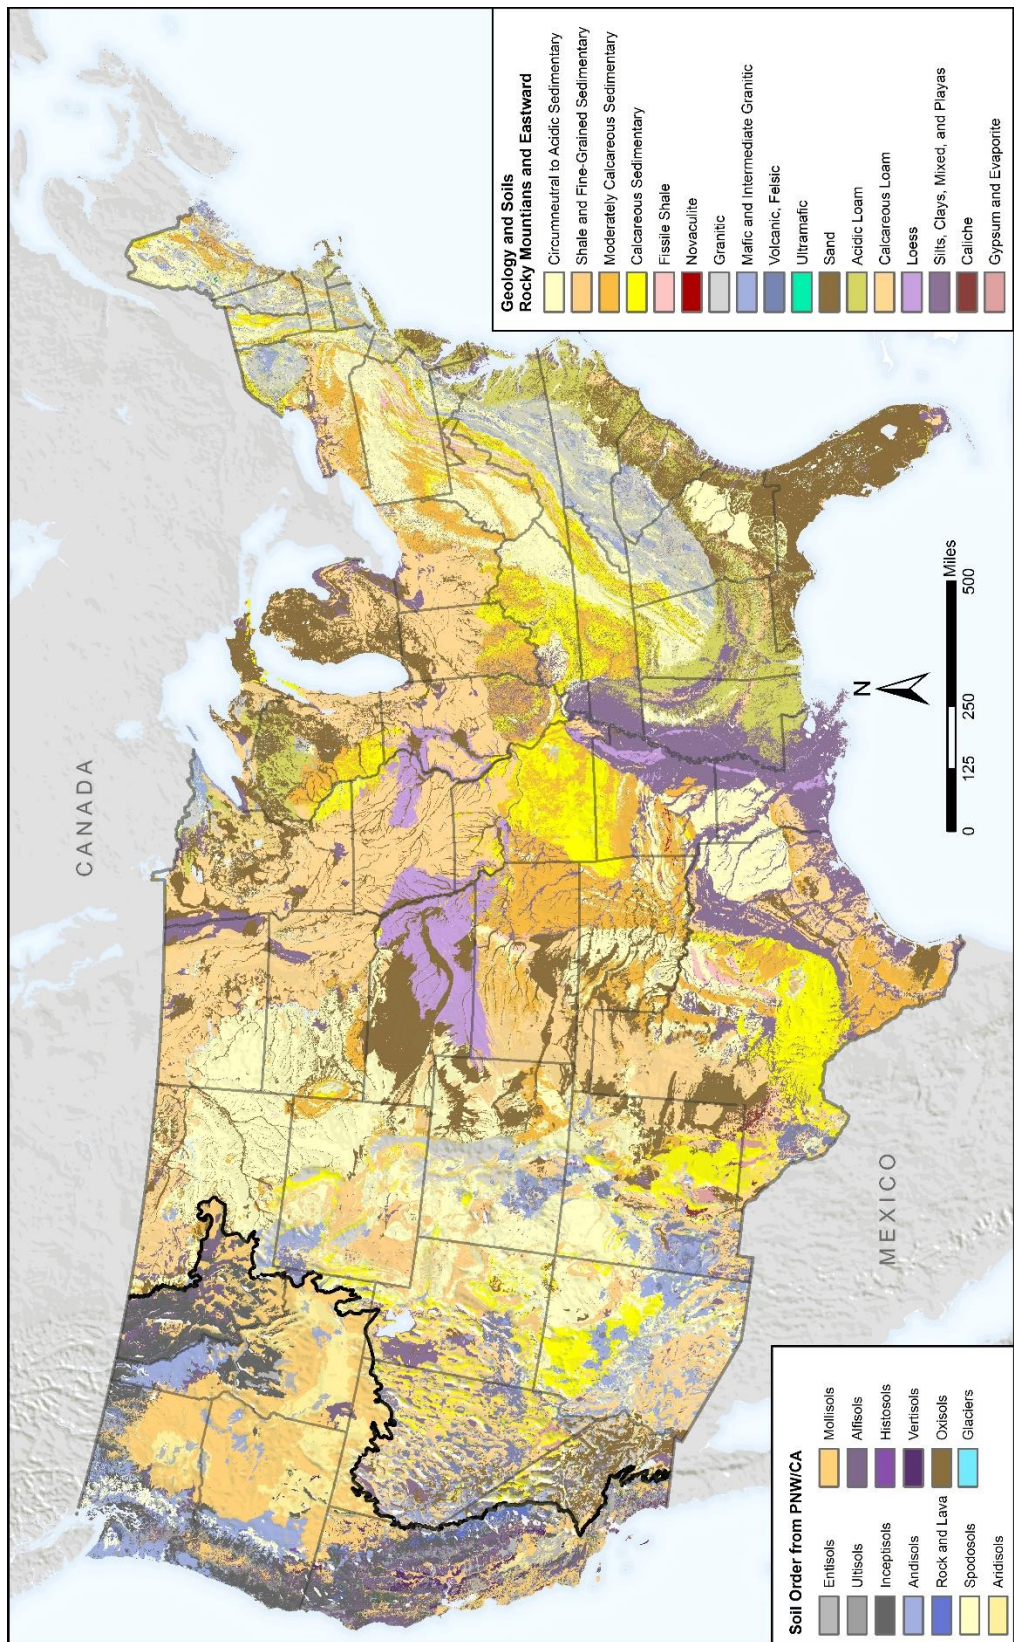 CANADA
MEXICO
N
0 125 250 500
Miles
Geology and Soils
Rocky Mountains and Eastward
Circumneutral to Acidic Sedimentary
Shale and Fine-Grained Sedimentary
Moderately Calcareous Sedimentary
Calcareous Sedimentary
Fissile Shale
Novaculite
Granitic
Mafic and Intermediate Granitic
Volcanic, Felsic
Ultramafic
Sand
Acidic Loam
Calcareous Loam
Loess
Silts, Clays, Mixed, and Playas
Caliche
Gypsum and Evaporite
Soil Order from PNW/CA
Entisols
Ultisols
Inceptisols
Andisols
Rock and Lava
Spodosols
Aridisols
Mollisols
Alfisols
Histosols
Vertisols
Oxisols
Glaciers